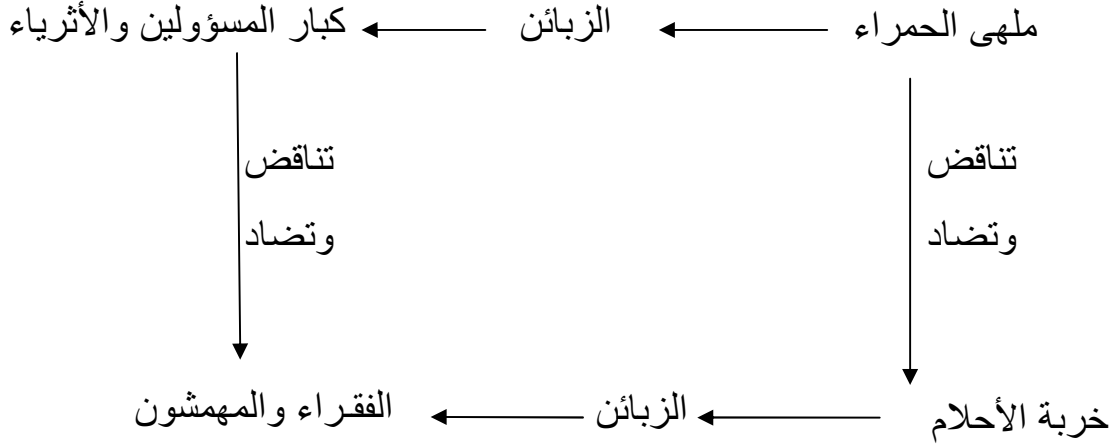 ملهى الحمراء الزبائن كبار المسؤولين والأثرياء
تناقض تناقض
وتضاد وتضاد
خربة الأحلام الزبائن الفقراء والمهمشون